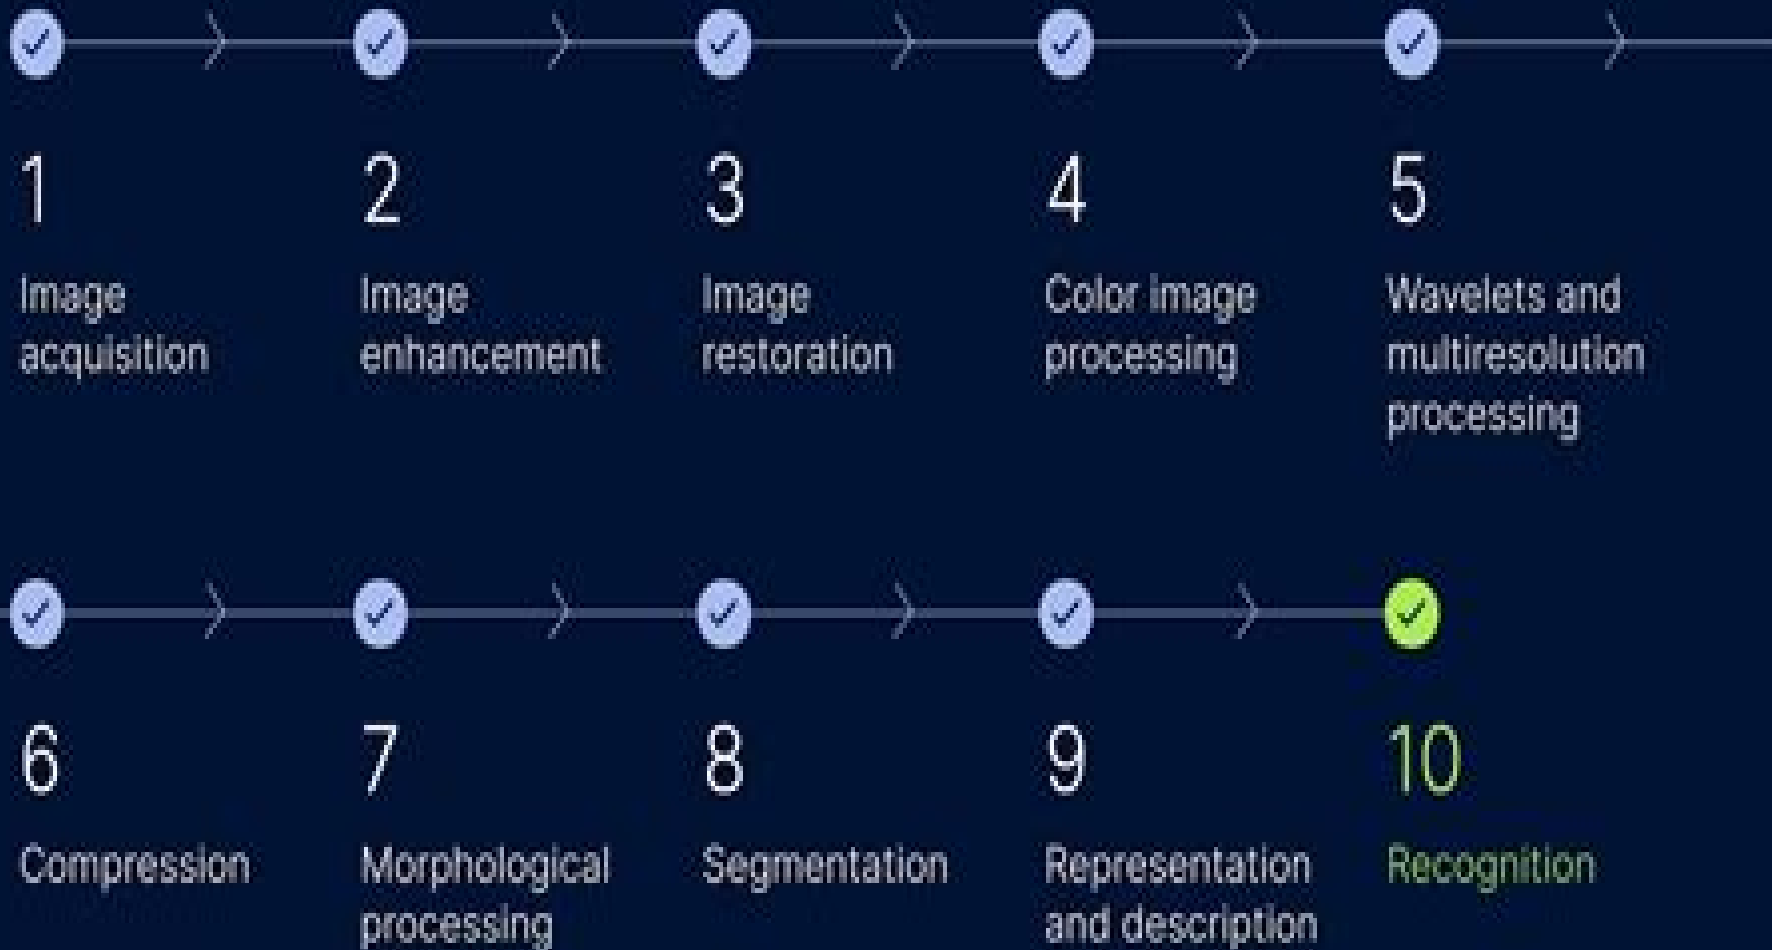 1
Image
acquisition
2
Image
enhancement
3
Image
restoration
4
Color image
processing
5
Wavelets and
multiresolution
processing
6
Compression
7
Morphological
processing
8
Segmentation
9
Representation
and description
10
Recognition